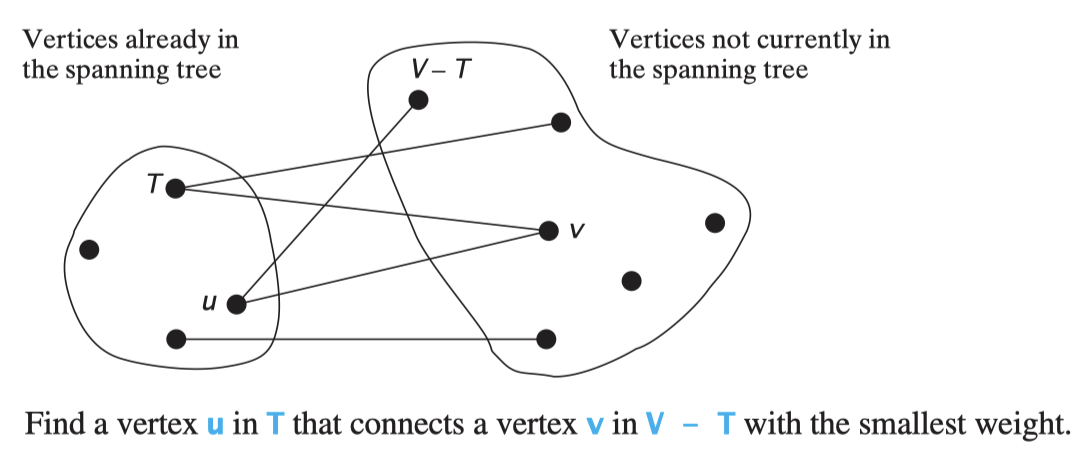 Vertices already in
the spanning tree
Vertices not currently in
the spanning tree
V – T
T
v
u
Find a vertex u in T that connects a vertex v in V – T with the smallest weight.